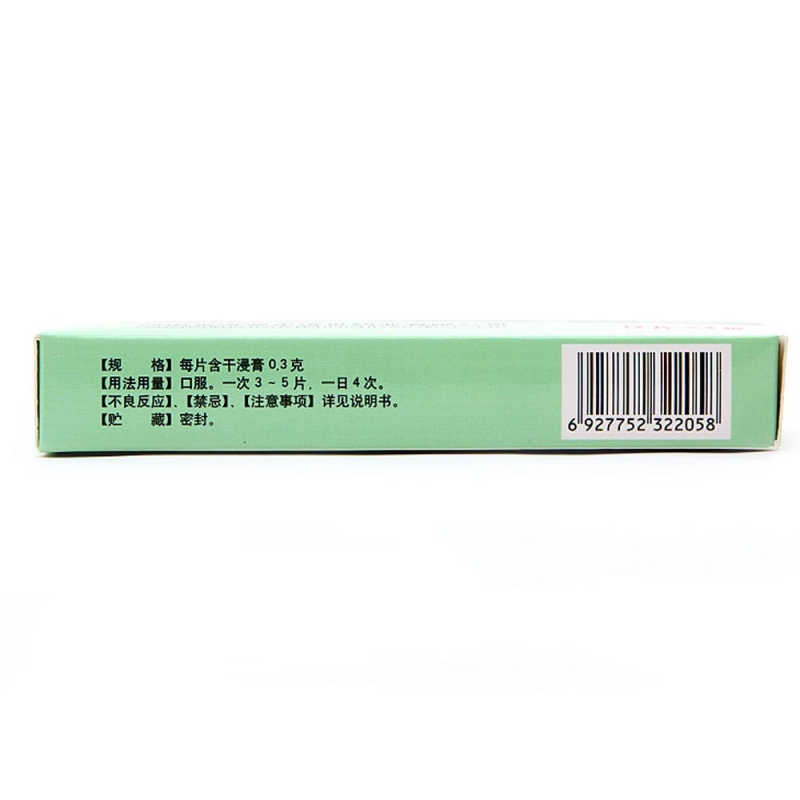 【规　格】每片含干浸膏0.3克
【用法用量】口服。一次3～5片，一日4次。
【不良反应】、【禁忌】、【注意事项】详见说明书。
【贮　藏】密封。
6 927752 322058